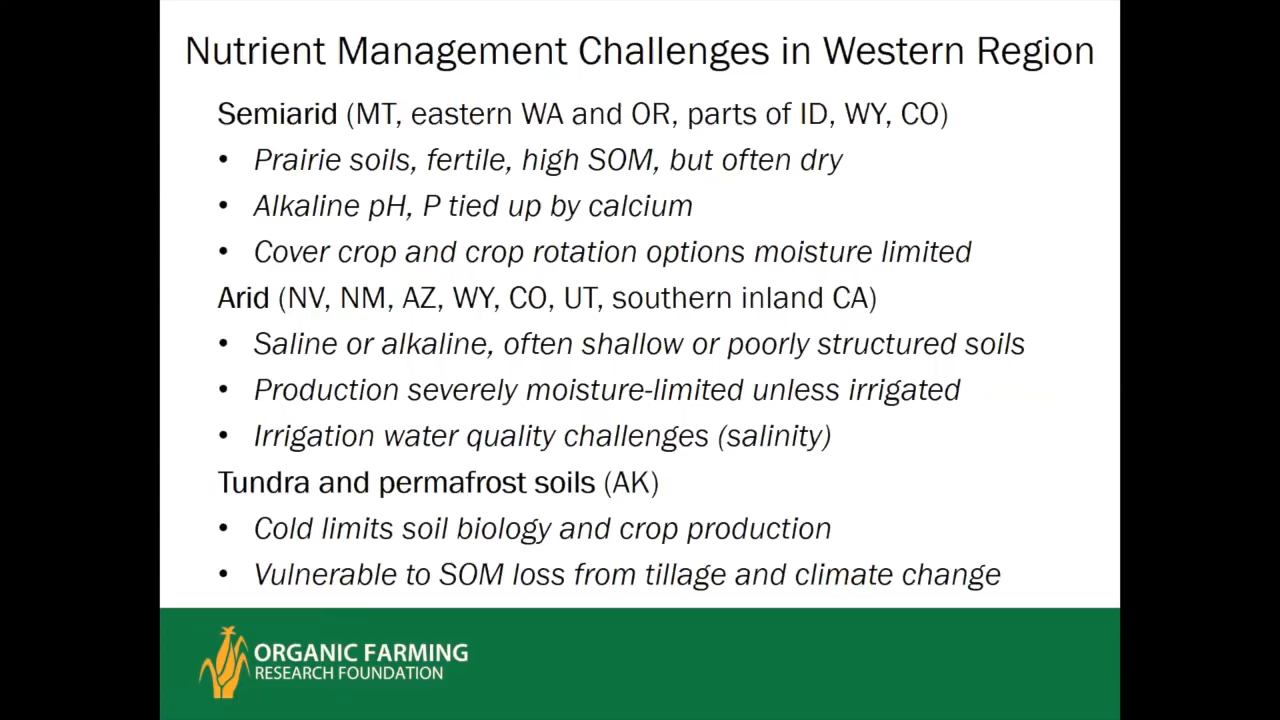 Nutrient Management Challenges in Western Region
Semiarid (MT, eastern WA and OR, parts of ID, WY, CO)
• Prairie soils, fertile, high SOM, but often dry
• Alkaline pH, P tied up by calcium
• Cover crop and crop rotation options moisture limited
Arid (NV, NM, AZ, WY, CO, UT, southern inland CA)
• Saline or alkaline, often shallow or poorly structured soils
• Production severely moisture-limited unless irrigated
• Irrigation water quality challenges (salinity)
Tundra and permafrost soils (AK)
• Cold limits soil biology and crop production
• Vulnerable to SOM loss from tillage and climate change
ORGANIC FARMING
RESEARCH FOUNDATION